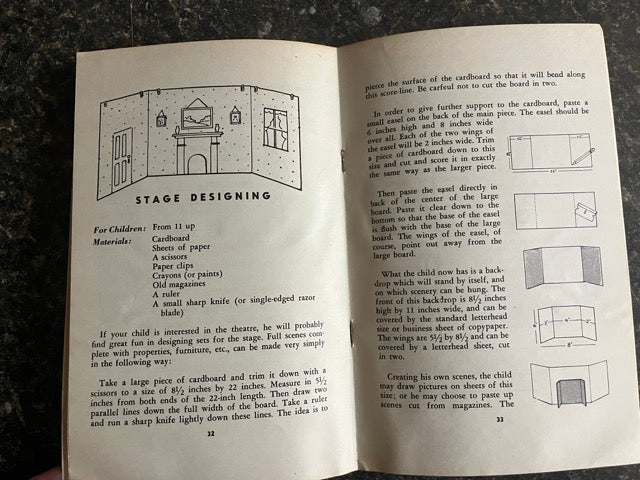 STAGE DESIGNING
For Children: From 11 up
Materials: Cardboard
Sheets of paper
A scissors
Paper clips
Crayons (or paints)
Old magazines
A ruler
A small sharp knife (or single-edged razor
blade)
If your child is interested in the theatre, he will probably
find great fun in designing sets for the stage. Full scenes com-
plete with properties, furniture, etc., can be made very simply
in the following way:
Take a large piece of cardboard and trim it down with a
scissors to a size of 8½ inches by 22 inches. Measure in 5½
inches from both ends of the 22-inch length. Then draw two
parallel lines down the full width of the board. Take a ruler
and run a sharp knife lightly down these lines. The idea is to
32
pierce the surface of the cardboard so that it will bend along
this score-line. Be carfeul not to cut the board in two.
In order to give further support to the cardboard, paste a
small easel on the back of the main piece. The easel should be
6 inches high and 8 inches wide
over all. Each of the two wings of
the easel will be 2 inches wide. Trim
a piece of cardboard down to this
size and cut and score it in exactly
the same way as the larger piece.
Then paste the easel directly in
back of the center of the large
board. Paste it clear down to the
bottom so that the base of the easel
is flush with the base of the large
board. The wings of the easel, of
course, point out away from the
large board.
What the child now has is a back-
drop which will stand by itself, and
on which scenery can be hung. The
front of this backdrop is 8½ inches
high by 11 inches wide, and can be
covered by the standard letterhead
size or business sheet of copypaper.
The wings are 5½ by 8½ and can be
covered by a letterhead sheet, cut
in two.
Creating his own scenes, the child
may draw pictures on sheets of this
size; or he may choose to paste up
scenes cut from magazines. The
33